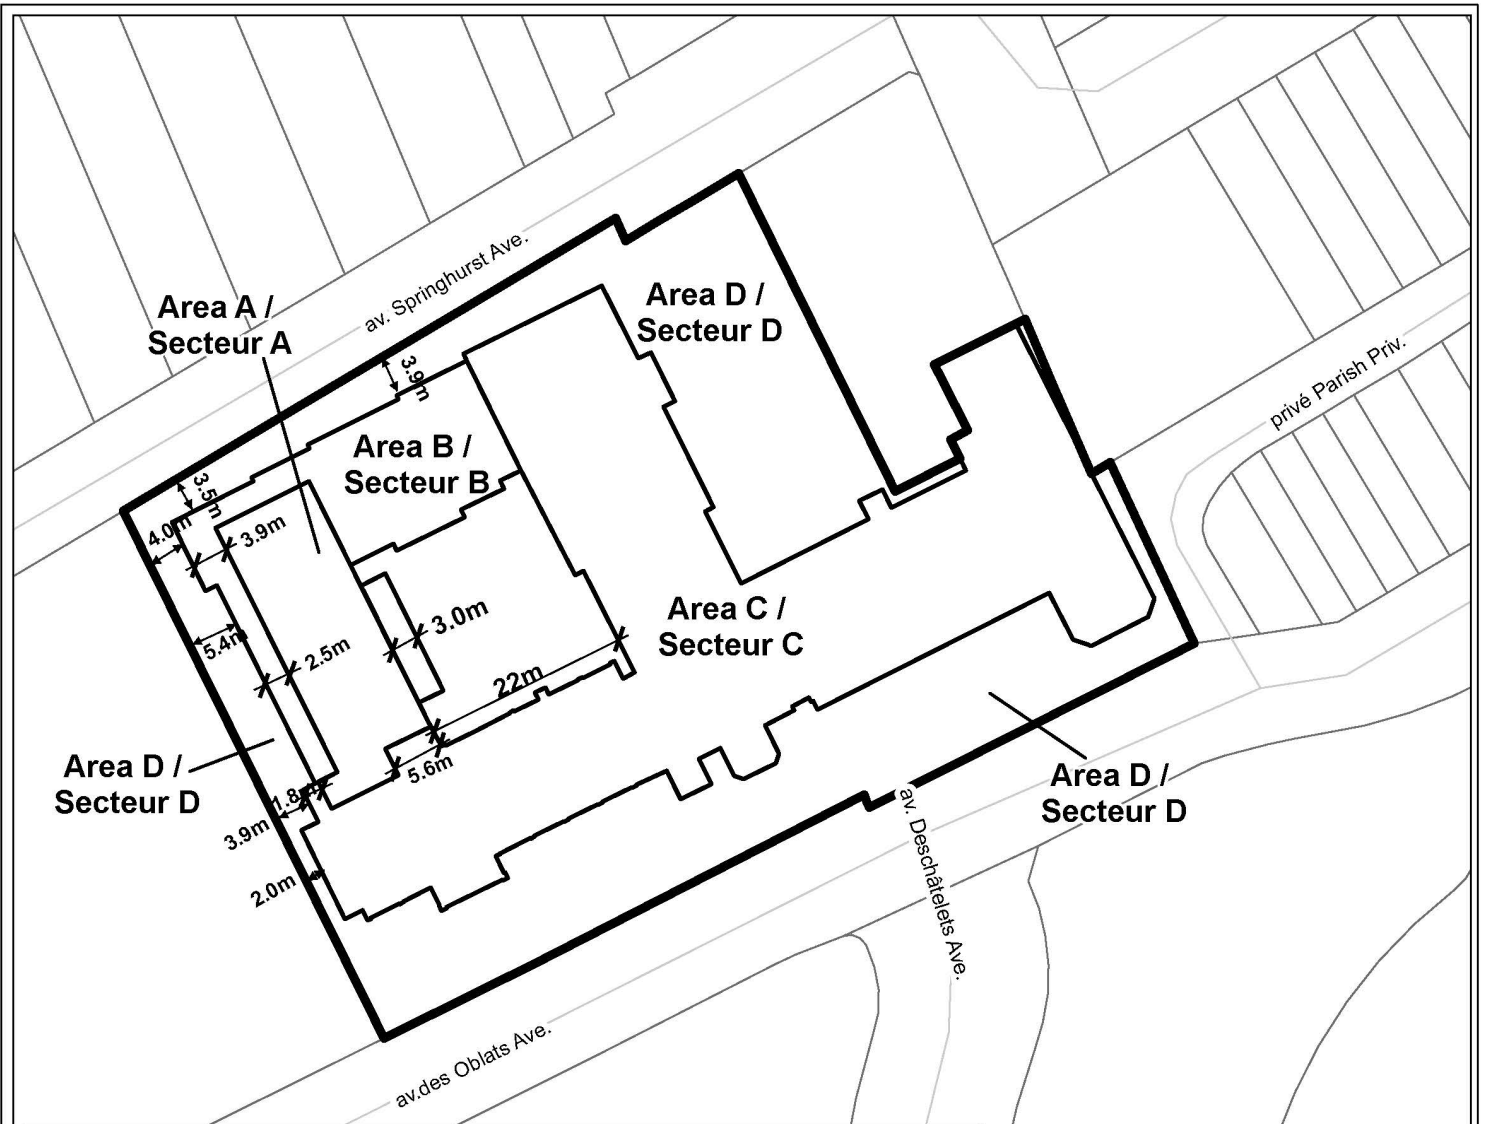 av. Springhurst Ave.
Area D /
Secteur D
Area A /
Secteur A
privé Parish Priv.
3.9m
Area B /
Secteur B
3.5m
4.0m
3.9m
Area C /
Secteur C
3.0m
5.4m
2.5m
22m
Area D /
Secteur D
5.6m
Area D /
Secteur D
1.8m
3.9m
2.0m
av. Deschâtelets Ave.
av.des Oblats Ave.